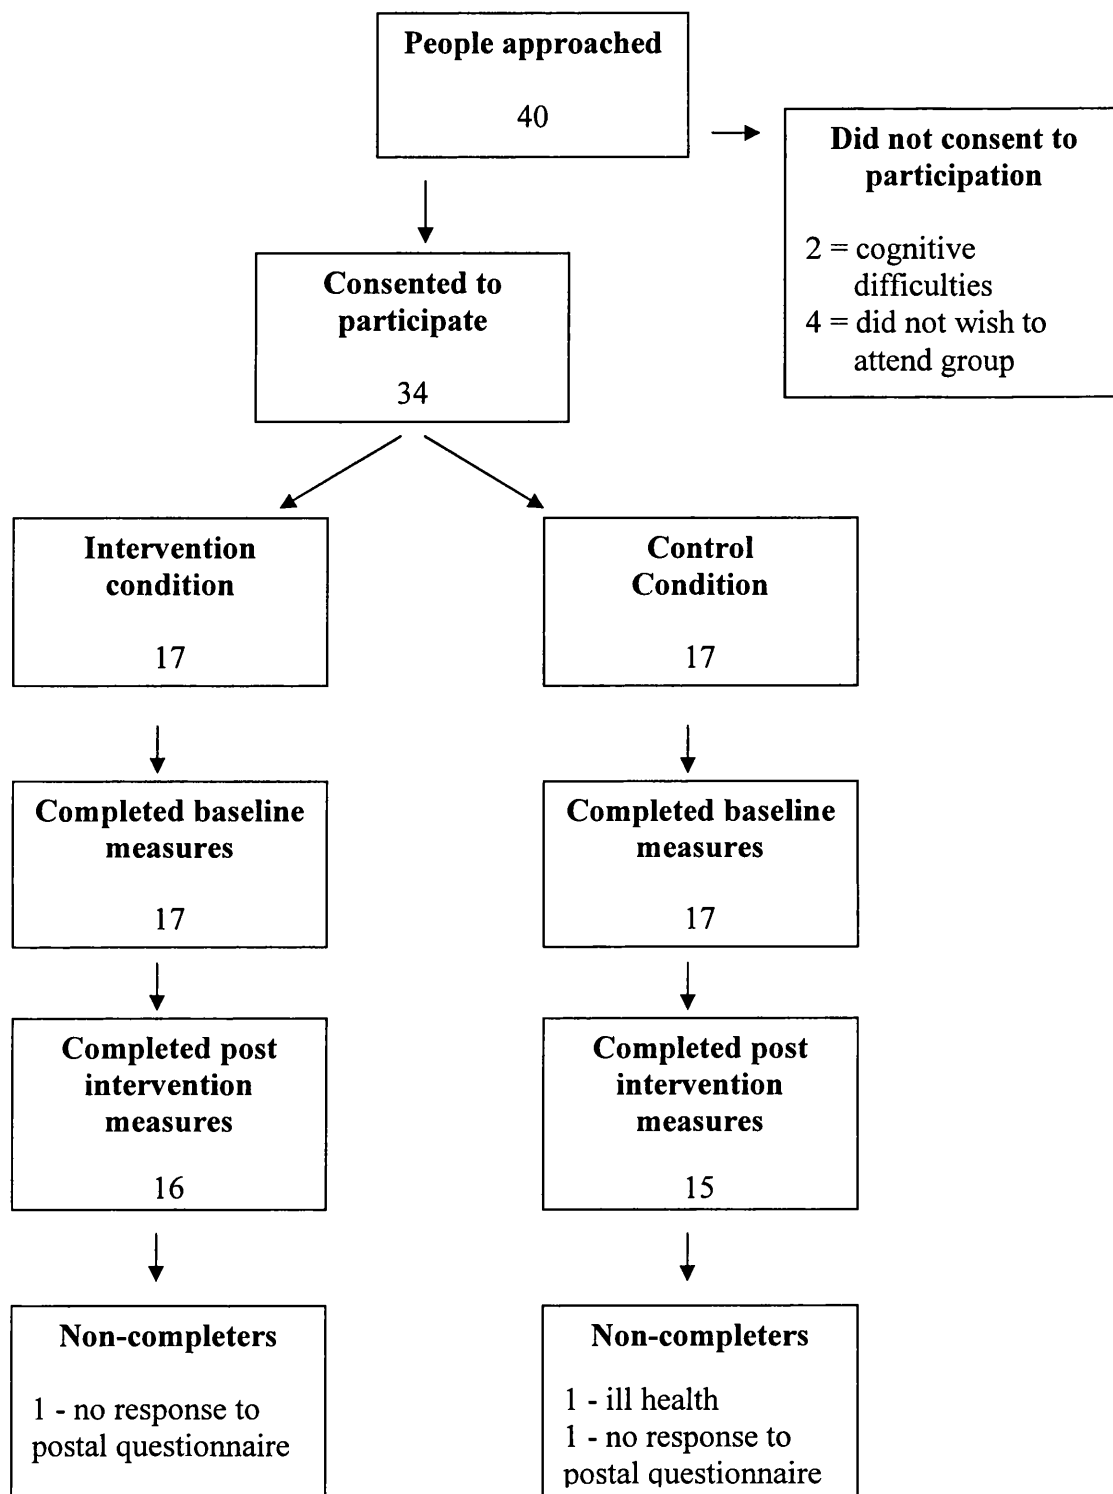 People approached
40
Did not consent to
participation
2 = cognitive
difficulties
4 = did not wish to
attend group
Consented to
participate
34
Intervention
condition
17
Control
Condition
17
Completed baseline
measures
17
Completed baseline
measures
17
Completed post
intervention
measures
16
Completed post
intervention
measures
15
Non-completers
1 - no response to
postal questionnaire
Non-completers
1 - ill health
1 - no response to
postal questionnaire